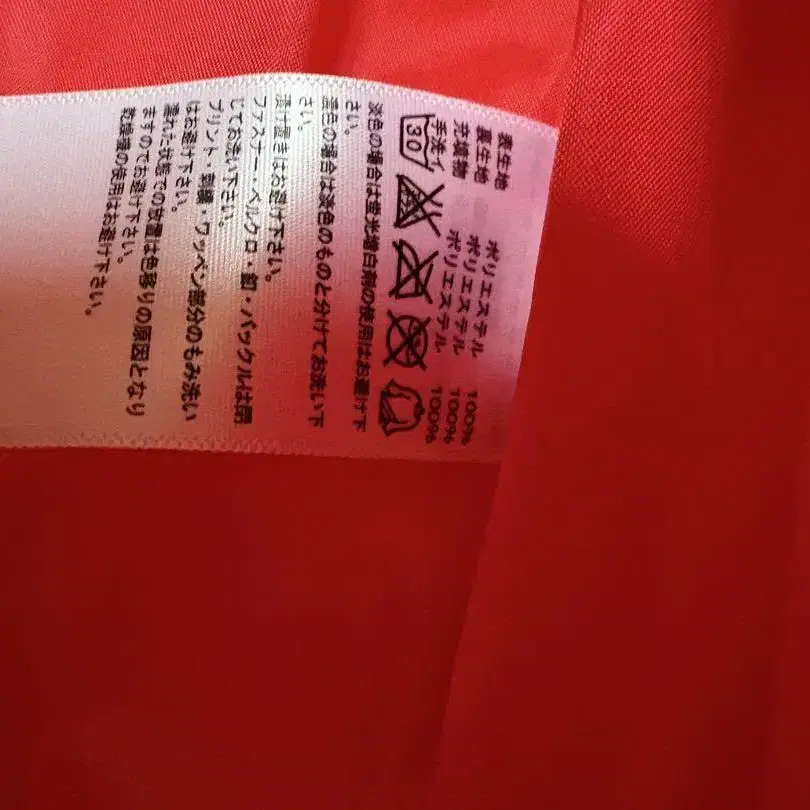 表生地 ポリエステル 100%
裏生地 ポリエステル 100%
充填物 ポリエステル 100%
手洗イ
30
淡色の場合は蛍光増白剤の使用はお避け下
さい。
濃色の場合は淡色のものと分けてお洗い下
さい。
漬け置きはお避け下さい。
ファスナー・ベルクロ・釦・バックルは閉
じてお洗い下さい。
プリント・刺繍・ワッペン部分のもみ洗い
はお避け下さい。
濡れた状態での放置は色移りの原因となり
ますのでお避け下さい。
乾燥機の使用はお避け下さい。